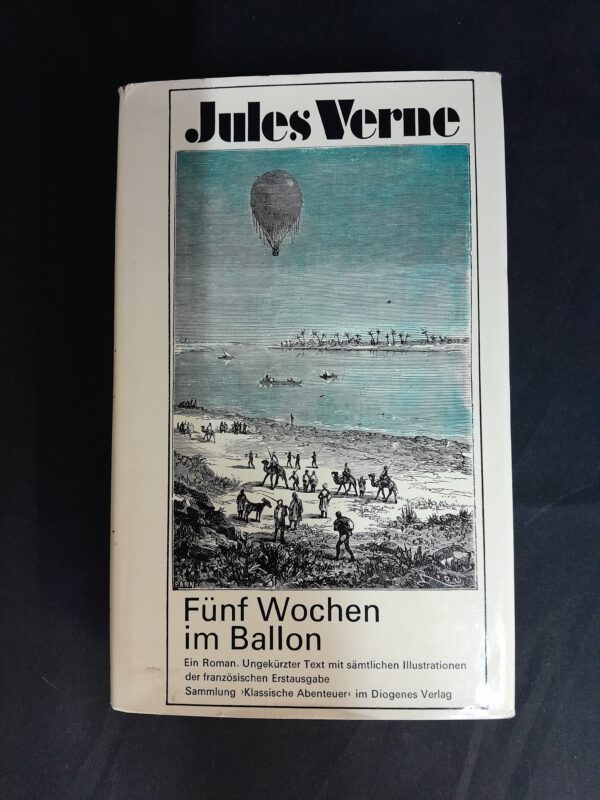 Jules Verne
PANN
Fünf Wochen
im Ballon
Ein Roman. Ungekürzter Text mit sämtlichen Illustrationen
der französischen Erstausgabe
Sammlung ›Klassische Abenteuer‹ im Diogenes Verlag